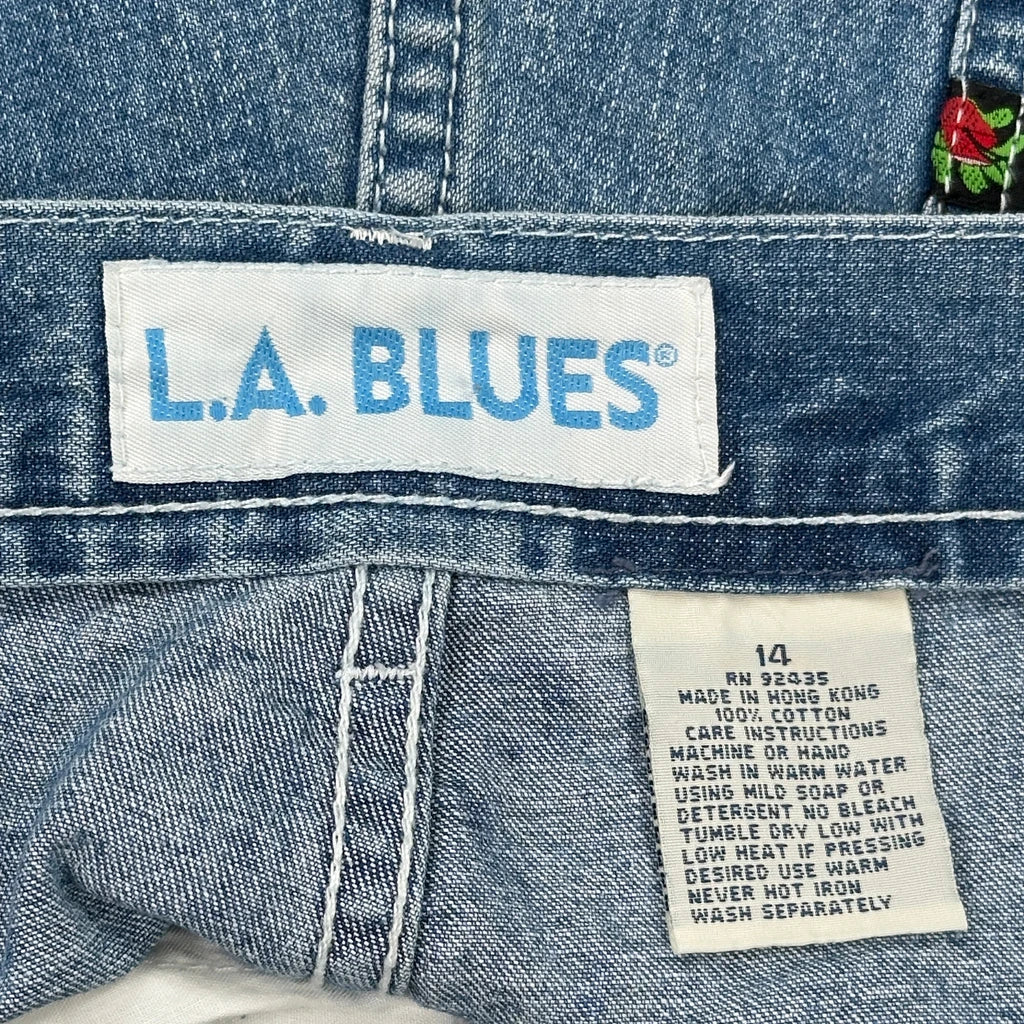 L.A. BLUES®
14
RN 92435
MADE IN HONG KONG
100% COTTON
CARE INSTRUCTIONS
MACHINE OR HAND
WASH IN WARM WATER
USING MILD SOAP OR
DETERGENT NO BLEACH
TUMBLE DRY LOW WITH
LOW HEAT IF PRESSING
DESIRED USE WARM
NEVER HOT IRON
WASH SEPARATELY